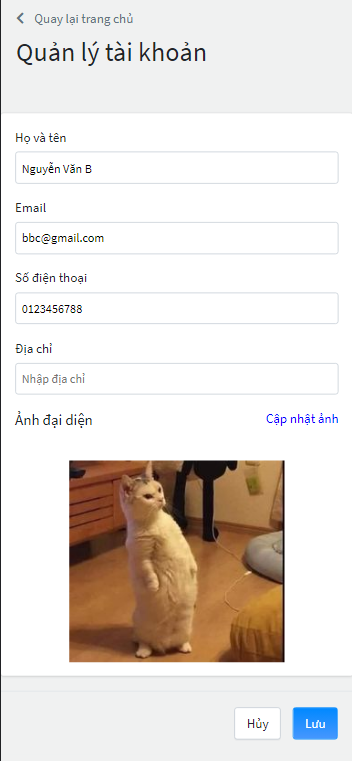 Quay lại trang chủ
Quản lý tài khoản
Họ và tên
Nguyễn Văn B
Email
bbc@gmail.com
Số điện thoại
0123456788
Địa chỉ
Nhập địa chỉ
Ảnh đại diện
Cập nhật ảnh
Hủy
Lưu